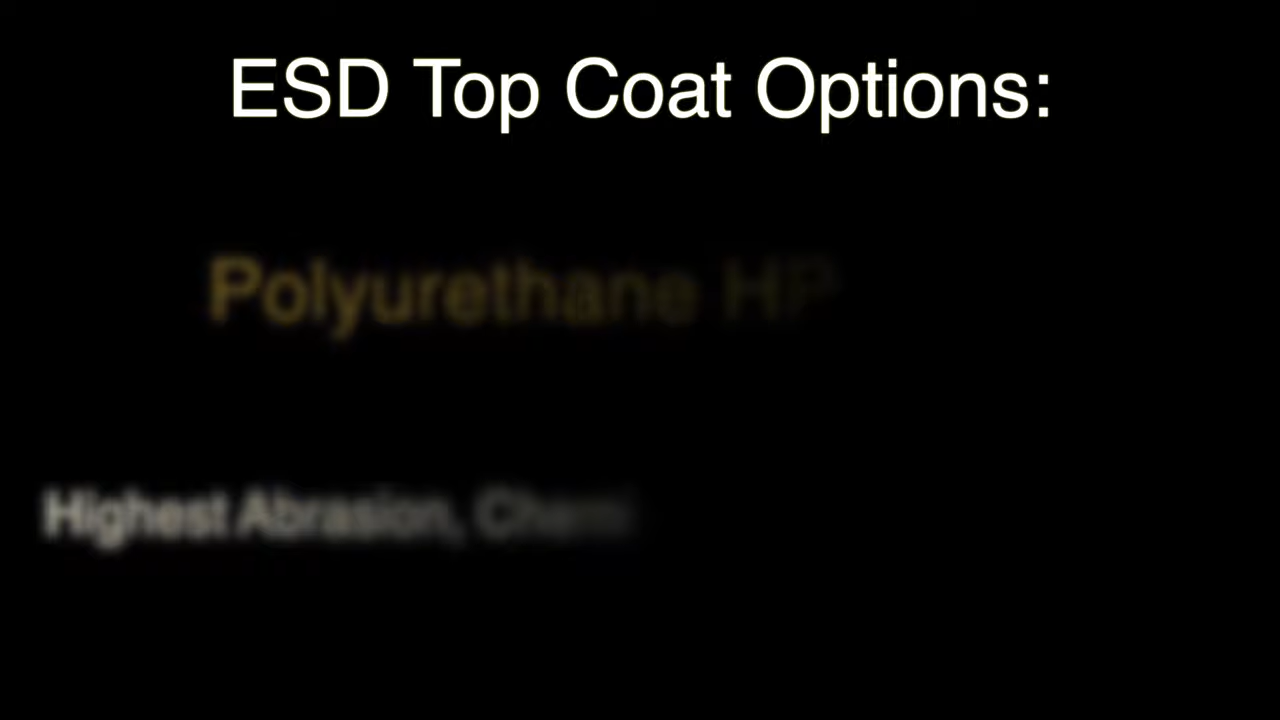 ESD Top Coat Options:
Polyurethane HP
Highest Abrasion,